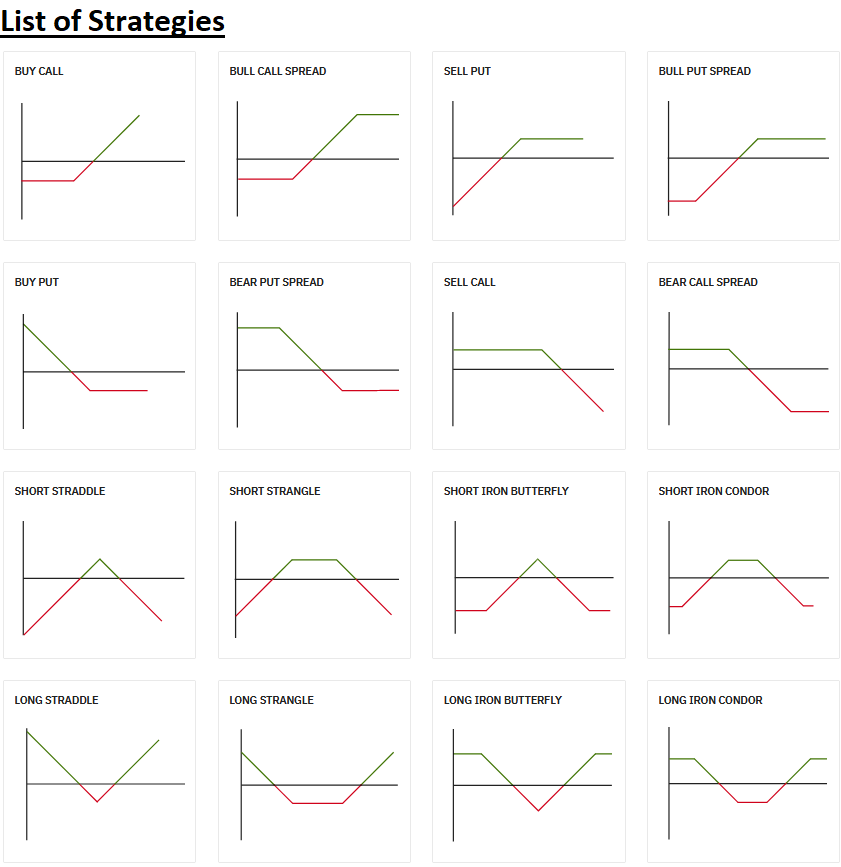 List of Strategies
BUY CALL
BULL CALL SPREAD
SELL PUT
BULL PUT SPREAD
BUY PUT
BEAR PUT SPREAD
SELL CALL
BEAR CALL SPREAD
SHORT STRADDLE
SHORT STRANGLE
SHORT IRON BUTTERFLY
SHORT IRON CONDOR
LONG STRADDLE
LONG STRANGLE
LONG IRON BUTTERFLY
LONG IRON CONDOR